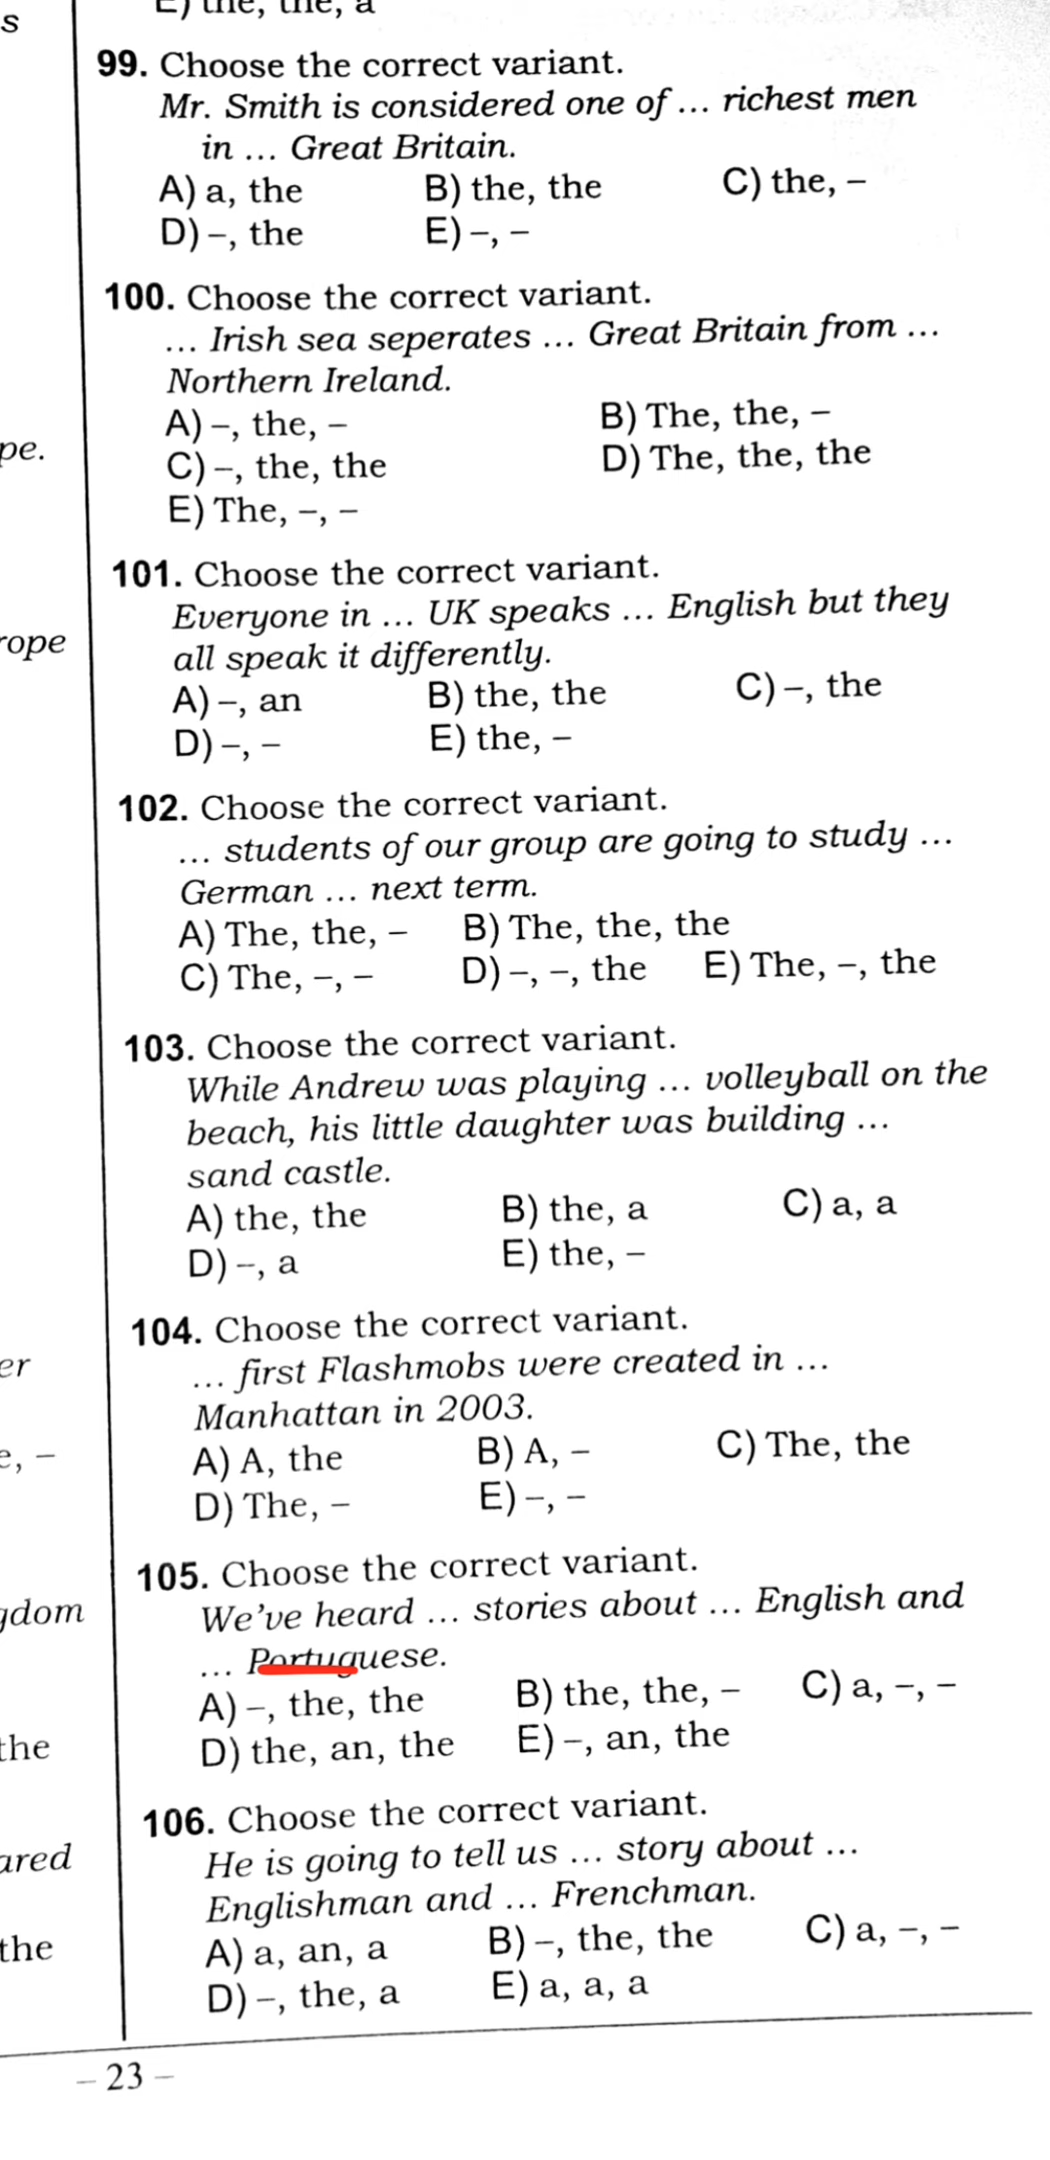 s
E) the, the, a
99. Choose the correct variant.
Mr. Smith is considered one of ... richest men
in ... Great Britain.
A) a, the B) the, the C) the, –
D) –, the E) –, –
100. Choose the correct variant.
... Irish sea seperates ... Great Britain from ...
Northern Ireland.
A) –, the, – B) The, the, –
C) –, the, the D) The, the, the
E) The, –, –
pe.
101. Choose the correct variant.
Everyone in ... UK speaks ... English but they
all speak it differently.
A) –, an B) the, the C) –, the
D) –, – E) the, –
rope
102. Choose the correct variant.
... students of our group are going to study ...
German ... next term.
A) The, the, – B) The, the, the
C) The, –, – D) –, –, the E) The, –, the
103. Choose the correct variant.
While Andrew was playing ... volleyball on the
beach, his little daughter was building ...
sand castle.
A) the, the B) the, a C) a, a
D) –, a E) the, –
104. Choose the correct variant.
... first Flashmobs were created in ...
Manhattan in 2003.
A) A, the B) A, – C) The, the
D) The, – E) –, –
er
e, –
105. Choose the correct variant.
We've heard ... stories about ... English and
... Portuguese.
A) –, the, the B) the, the, – C) a, –, –
D) the, an, the E) –, an, the
gdom
the
106. Choose the correct variant.
He is going to tell us ... story about ...
Englishman and ... Frenchman.
A) a, an, a B) –, the, the C) a, –, –
D) –, the, a E) a, a, a
ared
the
– 23 –